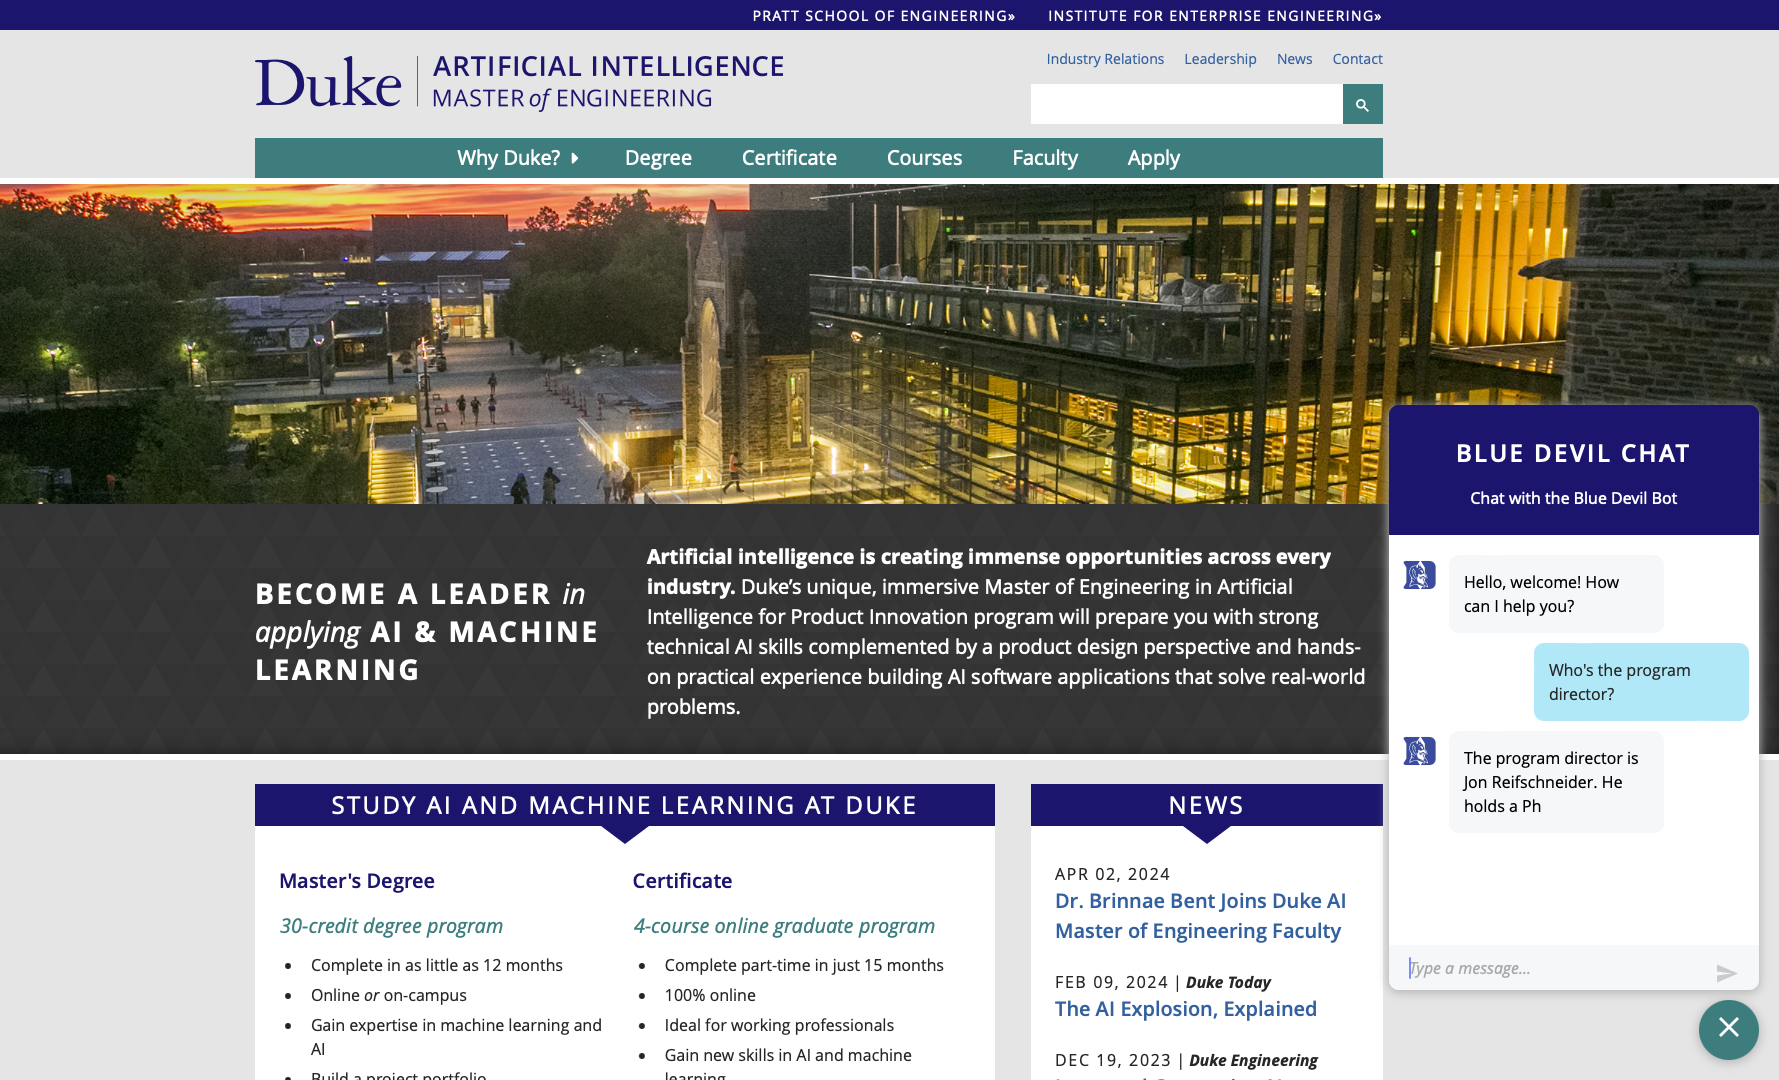 PRATT SCHOOL OF ENGINEERING»
INSTITUTE FOR ENTERPRISE ENGINEERING»
Duke
ARTIFICIAL INTELLIGENCE
MASTER of ENGINEERING
Industry Relations
Leadership
News
Contact
Why Duke?
Degree
Certificate
Courses
Faculty
Apply
BECOME A LEADER in
applying AI & MACHINE
LEARNING
Artificial intelligence is creating immense opportunities across every
industry. Duke’s unique, immersive Master of Engineering in Artificial
Intelligence for Product Innovation program will prepare you with strong
technical AI skills complemented by a product design perspective and hands-
on practical experience building AI software applications that solve real-world
problems.
STUDY AI AND MACHINE LEARNING AT DUKE
Master's Degree
30-credit degree program
Complete in as little as 12 months
Online or on-campus
Gain expertise in machine learning and
AI
Build a project portfolio
Certificate
4-course online graduate program
Complete part-time in just 15 months
100% online
Ideal for working professionals
Gain new skills in AI and machine
learning
NEWS
APR 02, 2024
Dr. Brinnae Bent Joins Duke AI
Master of Engineering Faculty
FEB 09, 2024 | Duke Today
The AI Explosion, Explained
DEC 19, 2023 | Duke Engineering
BLUE DEVIL CHAT
Chat with the Blue Devil Bot
Hello, welcome! How
can I help you?
Who's the program
director?
The program director is
Jon Reifschneider. He
holds a Ph
Type a message...